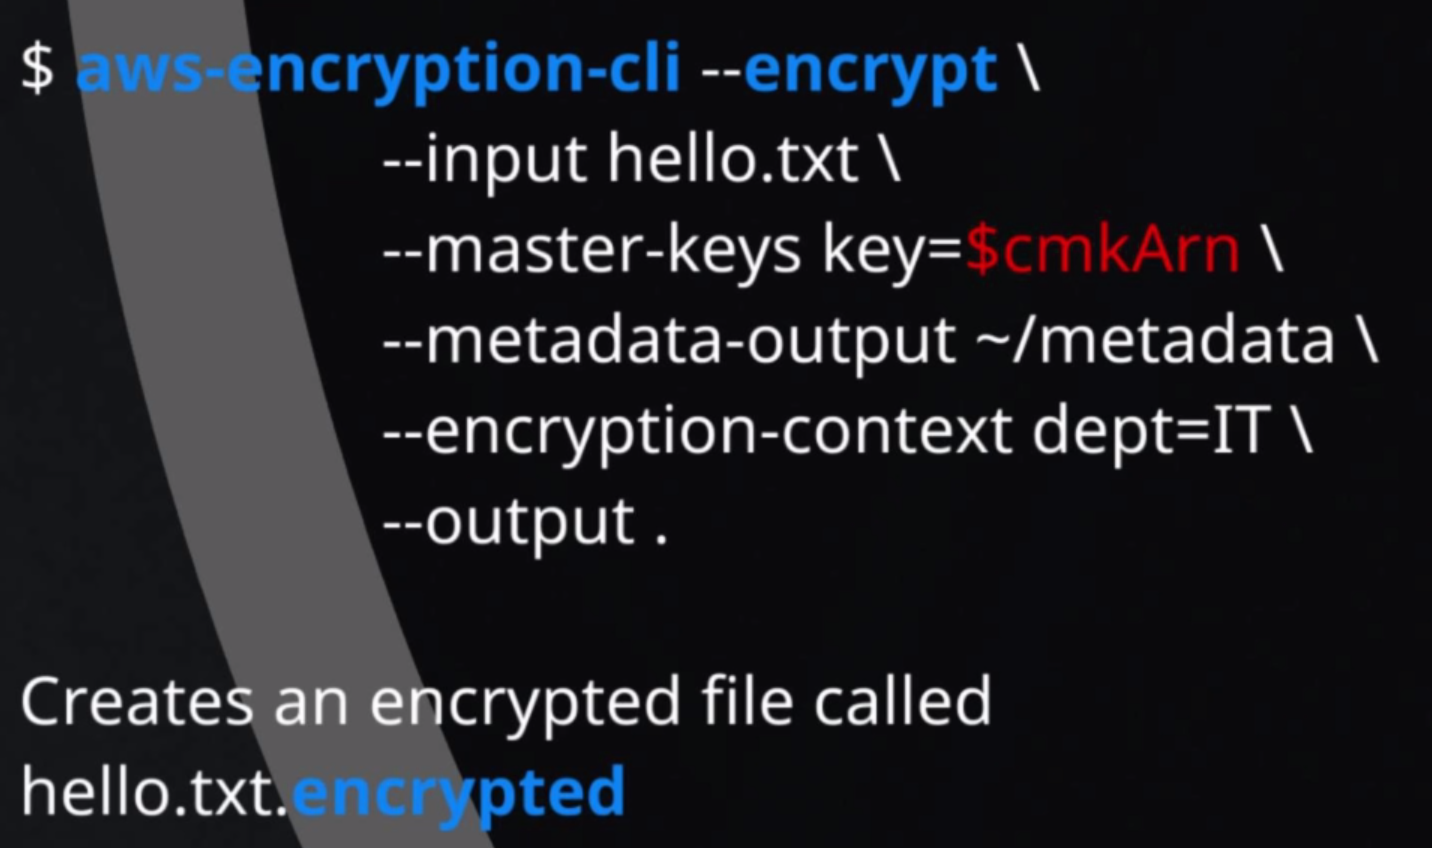 $ aws-encryption-cli --encrypt \
--input hello.txt \
--master-keys key=$cmkArn \
--metadata-output ~/metadata \
--encryption-context dept=IT \
--output .
Creates an encrypted file called
hello.txt.encrypted